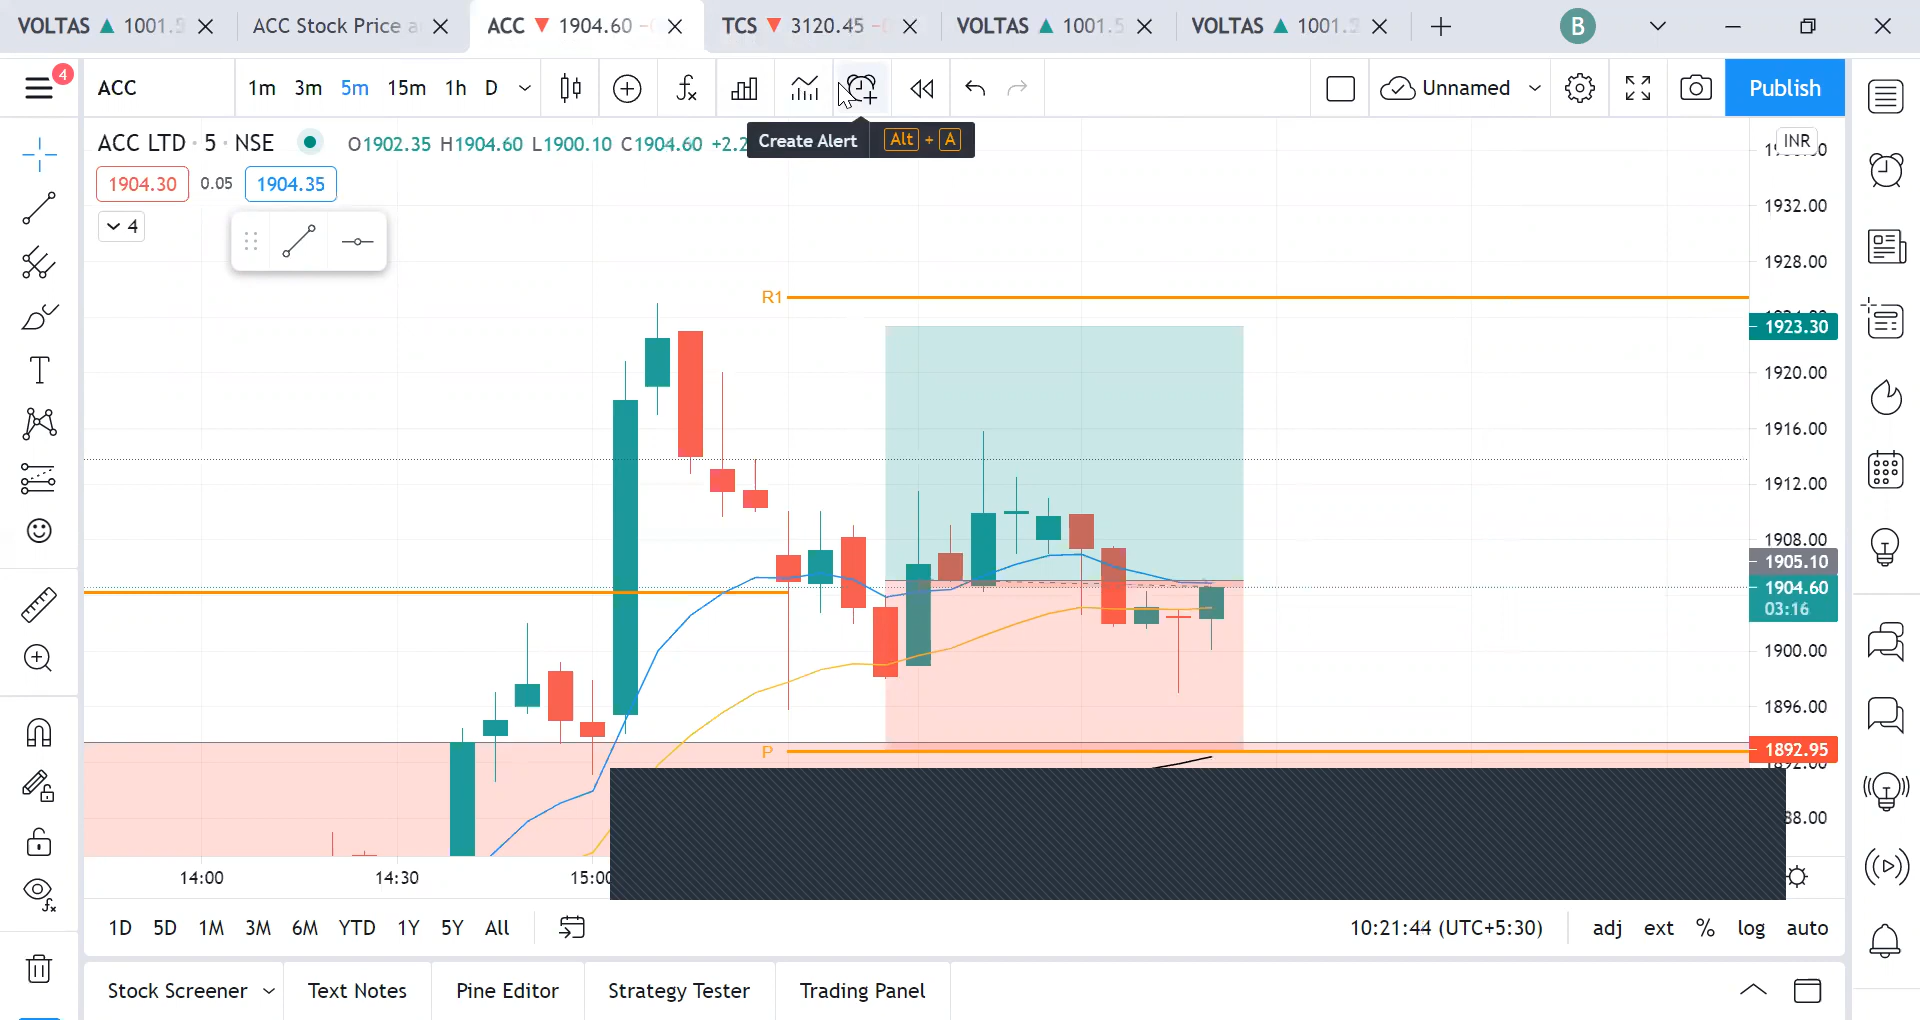 VOLTAS ▲ 1001.5
ACC Stock Price a
ACC ▼ 1904.60 −
TCS ▼ 3120.45 −0
VOLTAS ▲ 1001.5
VOLTAS ▲ 1001.2
B
4
ACC
1m 3m 5m 15m 1h D
Unnamed
Publish
ACC LTD · 5 · NSE
O1902.35 H1904.60 L1900.10 C1904.60 +2.2
Create Alert Alt + A
INR
1904.30 0.05 1904.35
4
1932.00
1928.00
R1
1923.30
1920.00
1916.00
1912.00
1908.00
1905.10
1904.60
03:16
1900.00
1896.00
P
1892.95
1892.00
88.00
14:00 14:30 15:00
1D 5D 1M 3M 6M YTD 1Y 5Y All
10:21:44 (UTC+5:30)
adj ext % log auto
Stock Screener
Text Notes
Pine Editor
Strategy Tester
Trading Panel